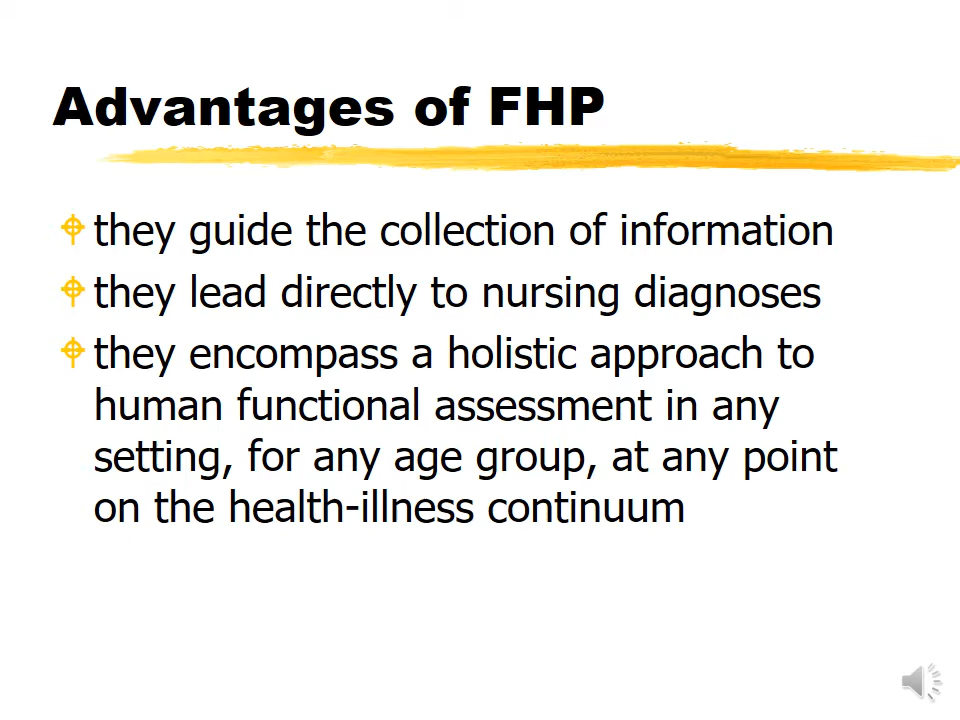 Advantages of FHP
they guide the collection of information
they lead directly to nursing diagnoses
they encompass a holistic approach to
human functional assessment in any
setting, for any age group, at any point
on the health-illness continuum